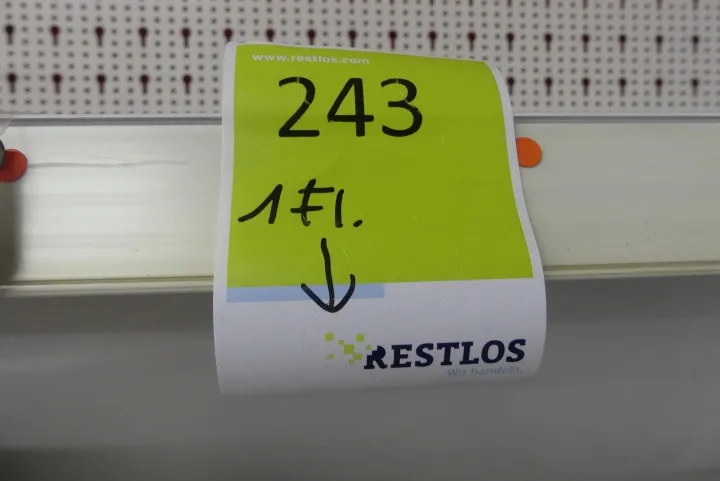 www.restlos.com
243
1 Fl.
RESTLOS
Wir handeln.